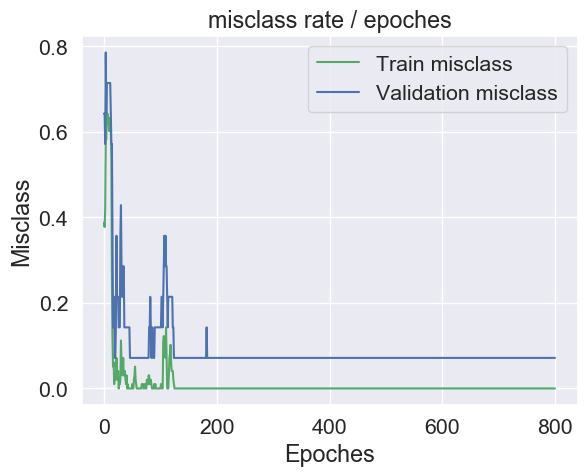 misclass rate / epoches
Train misclass
Validation misclass
0.8
0.6
0.4
0.2
0.0
Misclass
0 200 400 600 800
Epoches